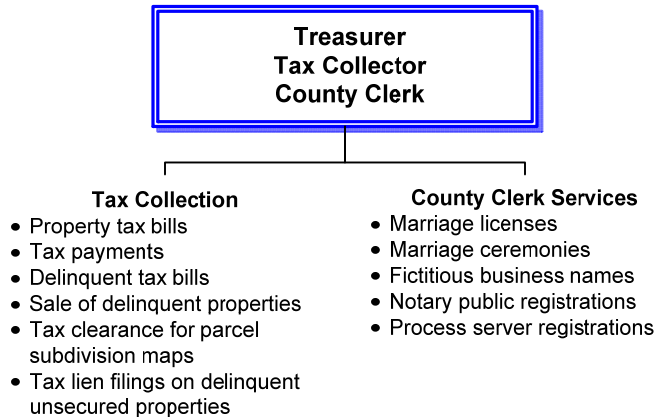 Treasurer
Tax Collector
County Clerk
Tax Collection
• Property tax bills
• Tax payments
• Delinquent tax bills
• Sale of delinquent properties
• Tax clearance for parcel
subdivision maps
• Tax lien filings on delinquent
unsecured properties
County Clerk Services
• Marriage licenses
• Marriage ceremonies
• Fictitious business names
• Notary public registrations
• Process server registrations